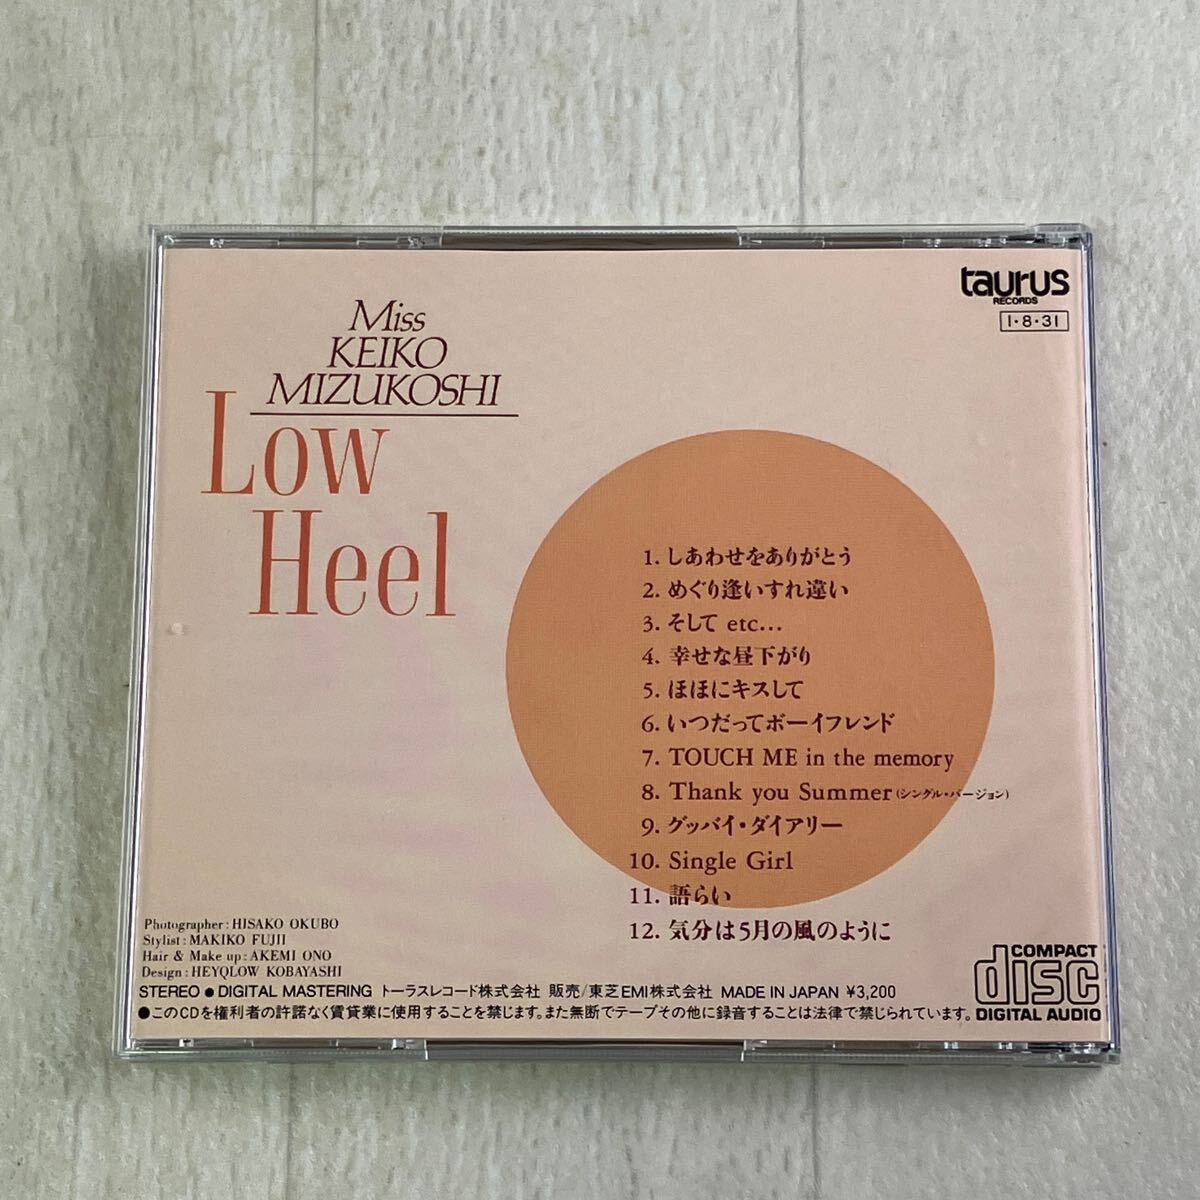 Miss
KEIKO
MIZUKOSHI
Low
Heel
taurus
RECORDS
1・8・31
1. しあわせをありがとう
2. めぐり逢いすれ違い
3. そして etc...
4. 幸せな昼下がり
5. ほほにキスして
6. いつだってボーイフレンド
7. TOUCH ME in the memory
8. Thank you Summer (シングル・バージョン)
9. グッバイ・ダイアリー
10. Single Girl
11. 語らい
12. 気分は5月の風のように
Photographer : HISAKO OKUBO
Stylist : MAKIKO FUJII
Hair & Make up : AKEMI ONO
Design : HEYQLOW KOBAYASHI
STEREO ● DIGITAL MASTERING トーラスレコード株式会社 販売/東芝EMI株式会社 MADE IN JAPAN ¥3,200
●このCDを権利者の許諾なく賃貸業に使用することを禁じます。また無断でテープその他に録音することは法律で禁じられています。
COMPACT
disc
DIGITAL AUDIO